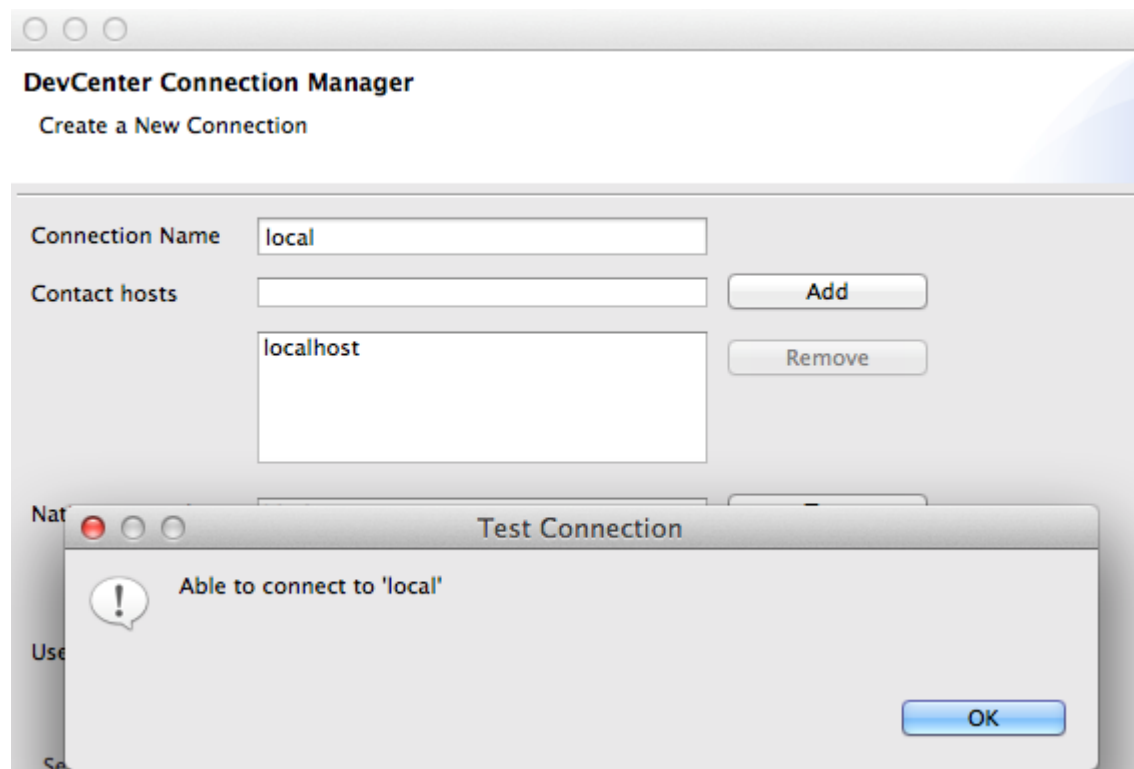 DevCenter Connection Manager
Create a New Connection
Connection Name local
Contact hosts Add
localhost Remove
Test Connection
Able to connect to 'local'
OK